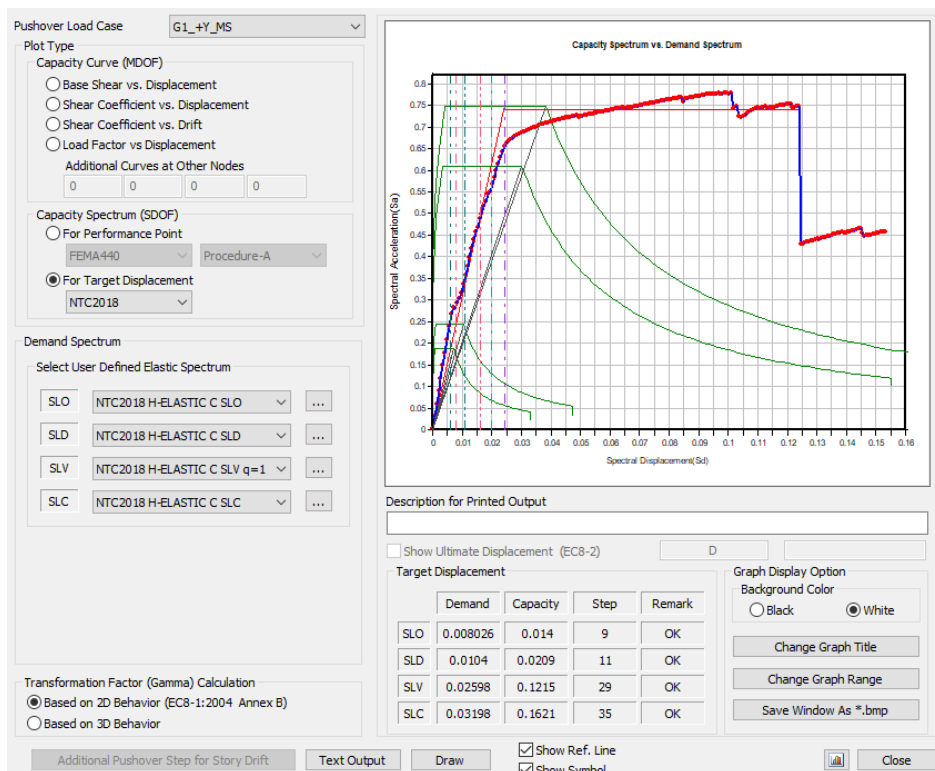 Pushover Load Case
G1_+Y_MS
Plot Type
Capacity Curve (MDOF)
Base Shear vs. Displacement
Shear Coefficient vs. Displacement
Shear Coefficient vs. Drift
Load Factor vs Displacement
Additional Curves at Other Nodes
0 0 0 0
Capacity Spectrum (SDOF)
For Performance Point
FEMA440 Procedure-A
For Target Displacement
NTC2018
Demand Spectrum
Select User Defined Elastic Spectrum
SLO NTC2018 H-ELASTIC C SLO ...
SLD NTC2018 H-ELASTIC C SLD ...
SLV NTC2018 H-ELASTIC C SLV q=1 ...
SLC NTC2018 H-ELASTIC C SLC ...
Transformation Factor (Gamma) Calculation
Based on 2D Behavior (EC8-1:2004 Annex B)
Based on 3D Behavior
Additional Pushover Step for Story Drift
Text Output
Draw
Capacity Spectrum vs. Demand Spectrum
Spectral Acceleration(Sa)
0.8
0.75
0.7
0.65
0.6
0.55
0.5
0.45
0.4
0.35
0.3
0.25
0.2
0.15
0.1
0.05
0
0 0.01 0.02 0.03 0.04 0.05 0.06 0.07 0.08 0.09 0.1 0.11 0.12 0.13 0.14 0.15 0.16
Spectral Displacement(Sd)
Description for Printed Output
Show Ultimate Displacement (EC8-2)
D
Target Displacement
Demand Capacity Step Remark
SLO 0.008026 0.014 9 OK
SLD 0.0104 0.0209 11 OK
SLV 0.02598 0.1215 29 OK
SLC 0.03198 0.1621 35 OK
Graph Display Option
Background Color
Black White
Change Graph Title
Change Graph Range
Save Window As *.bmp
Show Ref. Line
Show Symbol
Close